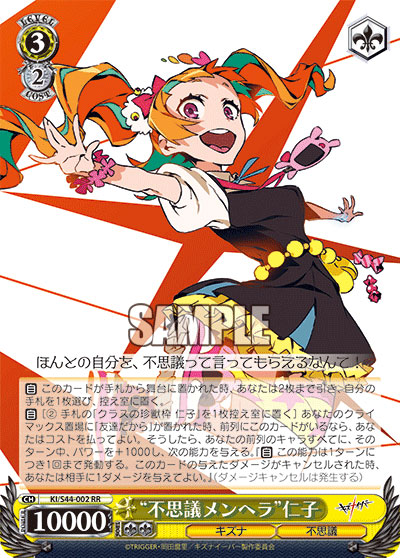 LEVEL
3
2
COST
SAMPLE
ほんとの自分を、不思議って言ってもらえるなんて！
自 このカードが手札から舞台に置かれた時、あなたは2枚まで引き、自分の
手札を1枚選び、控え室に置く。
自 [② 手札の「クラスの珍獣枠 仁子」を1枚控え室に置く] あなたのクライ
マックス置場に「友達だから」が置かれた時、前列にこのカードがいるなら、あな
たはコストを払ってよい。そうしたら、あなたの前列のキャラすべてに、そのタ
ーン中、パワーを＋1000し、次の能力を与える。『自 この能力は1ターンにつ
き1回まで発動する。このカードの与えたダメージがキャンセルされた時、
あなたは相手に1ダメージを与えてよい。』（ダメージキャンセルは発生する）
CH KI/S44-002 RR
10000
“不思議メンヘラ”仁子
キズナイーバー
キズナ 不思議
©TRIGGER・岡田麿里／キズナイーバー製作委員会